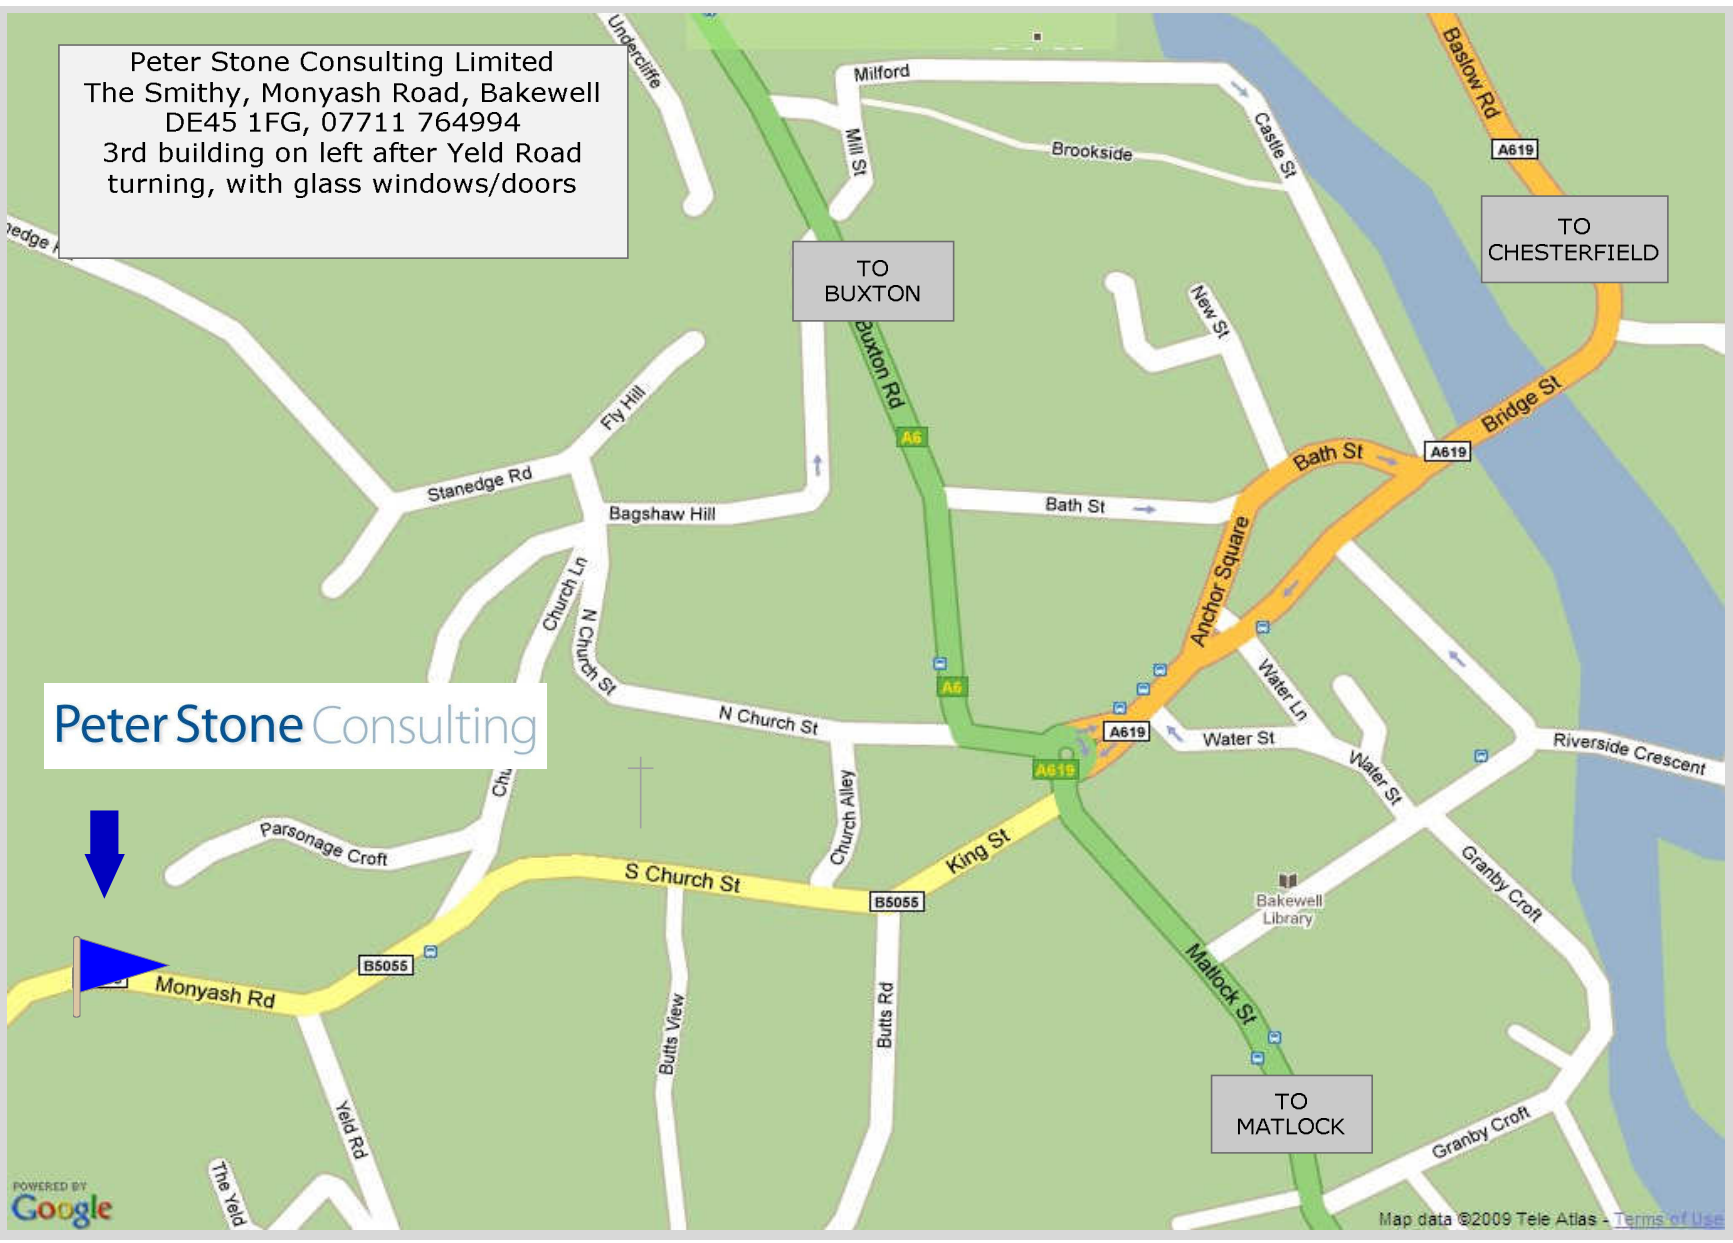 Peter Stone Consulting Limited
The Smithy, Monyash Road, Bakewell
DE45 1FG, 07711 764994
3rd building on left after Yeld Road
turning, with glass windows/doors
Undercliffe
Milford
Mill St
Brookside
Castle St
Baslow Rd
A619
TO
CHESTERFIELD
TO
BUXTON
Buxton Rd
A6
New St
Bridge St
A619
Bath St
Bath St
Anchor Square
Fly Hill
Stanedge Rd
Bagshaw Hill
Church Ln
N Church St
N Church St
A6
A619
A619
Water Ln
Water St
Water St
Riverside Crescent
Peter Stone Consulting
Parsonage Croft
Church Alley
S Church St
King St
B5055
B5055
Monyash Rd
Bakewell
Library
Granby Croft
Matlock St
Butts View
Butts Rd
Yeld Rd
The Yeld
TO
MATLOCK
Granby Croft
POWERED BY
Google
Map data ©2009 Tele Atlas - Terms of Use